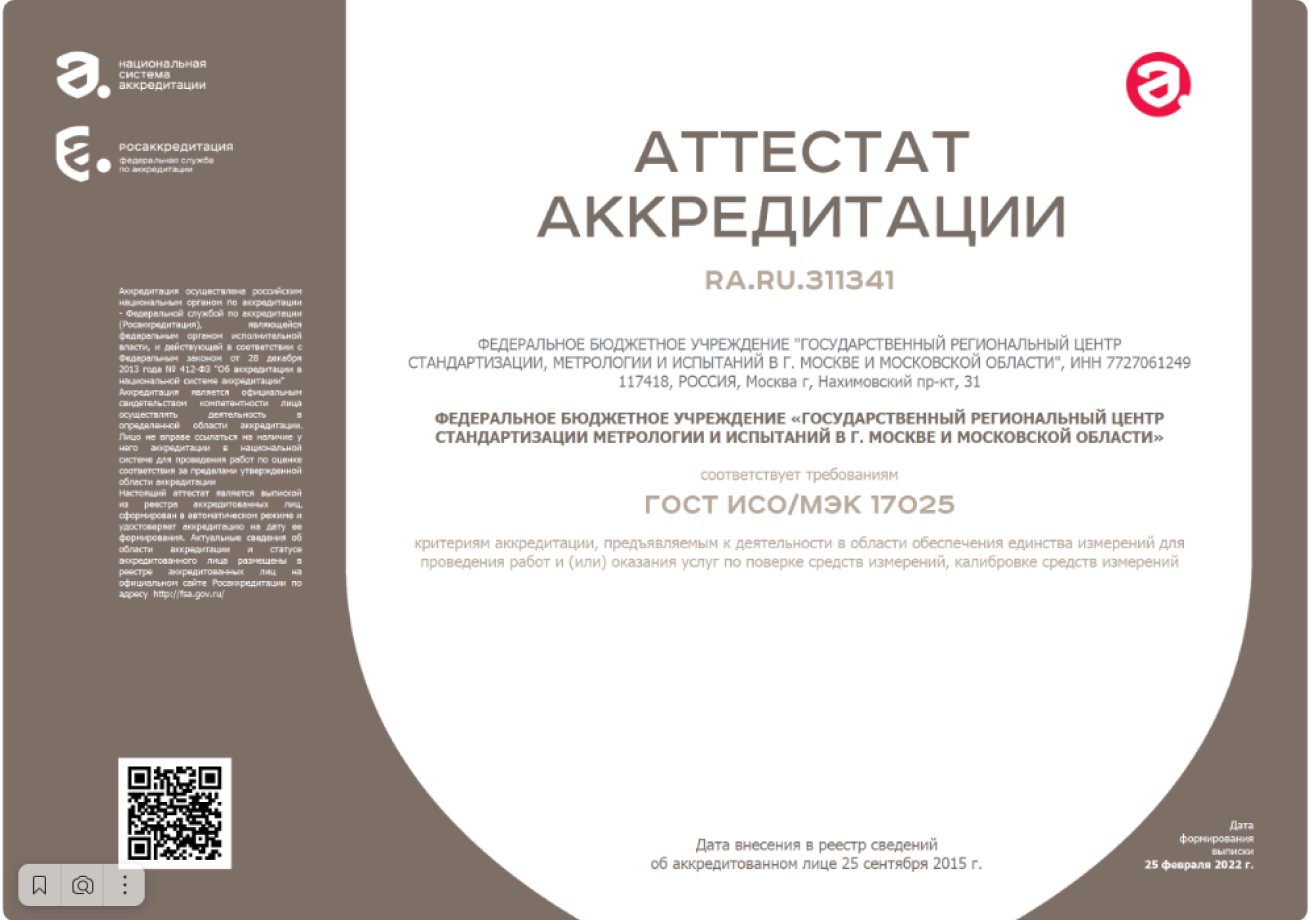 национальная
система
аккредитации
росаккредитация
федеральная служба
по аккредитации
Аккредитация осуществлена российским
национальным органом по аккредитации
- Федеральной службой по аккредитации
(Росаккредитация), являющейся
федеральным органом исполнительной
власти, и действующей в соответствии с
Федеральным законом от 28 декабря
2013 года № 412-ФЗ "Об аккредитации в
национальной системе аккредитации"
Аккредитация является официальным
свидетельством компетентности лица
осуществлять деятельность в
определенной области аккредитации.
Лицо не вправе ссылаться на наличие у
него аккредитации в национальной
системе для проведения работ по оценке
соответствия за пределами утвержденной
области аккредитации
Настоящий аттестат является выпиской
из реестра аккредитованных лиц,
сформирован в автоматическом режиме и
удостоверяет аккредитацию на дату ее
формирования. Актуальные сведения об
области аккредитации и статусе
аккредитованного лица размещены в
реестре аккредитованных лиц на
официальном сайте Росаккредитации по
адресу http://fsa.gov.ru/
АТТЕСТАТ
АККРЕДИТАЦИИ
RA.RU.311341
ФЕДЕРАЛЬНОЕ БЮДЖЕТНОЕ УЧРЕЖДЕНИЕ "ГОСУДАРСТВЕННЫЙ РЕГИОНАЛЬНЫЙ ЦЕНТР
СТАНДАРТИЗАЦИИ, МЕТРОЛОГИИ И ИСПЫТАНИЙ В Г. МОСКВЕ И МОСКОВСКОЙ ОБЛАСТИ", ИНН 7727061249
117418, РОССИЯ, Москва г, Нахимовский пр-кт, 31
ФЕДЕРАЛЬНОЕ БЮДЖЕТНОЕ УЧРЕЖДЕНИЕ «ГОСУДАРСТВЕННЫЙ РЕГИОНАЛЬНЫЙ ЦЕНТР
СТАНДАРТИЗАЦИИ МЕТРОЛОГИИ И ИСПЫТАНИЙ В Г. МОСКВЕ И МОСКОВСКОЙ ОБЛАСТИ»
соответствует требованиям
ГОСТ ИСО/МЭК 17025
критериям аккредитации, предъявляемым к деятельности в области обеспечения единства измерений для
проведения работ и (или) оказания услуг по поверке средств измерений, калибровке средств измерений
Дата внесения в реестр сведений
об аккредитованном лице 25 сентября 2015 г.
Дата
формирования
выписки
25 февраля 2022 г.